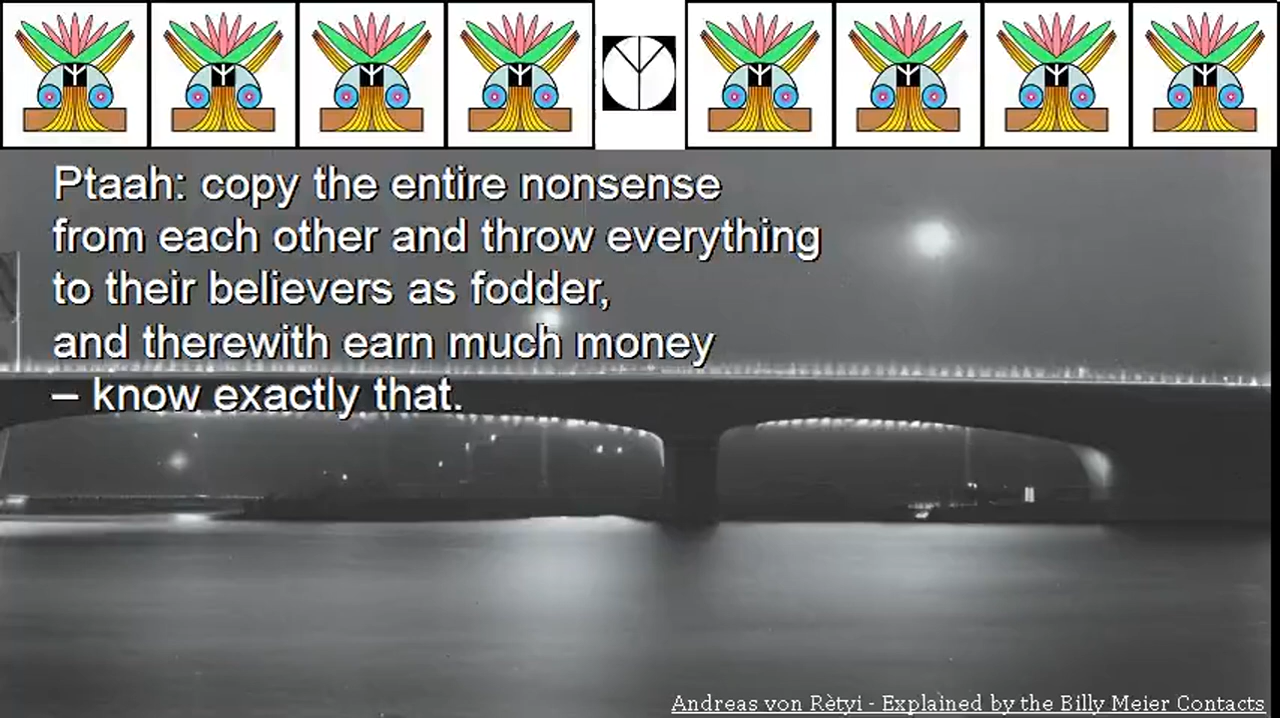 Ptaah: copy the entire nonsense
from each other and throw everything
to their believers as fodder,
and therewith earn much money
– know exactly that.
Andreas von Rètyi - Explained by the Billy Meier Contacts